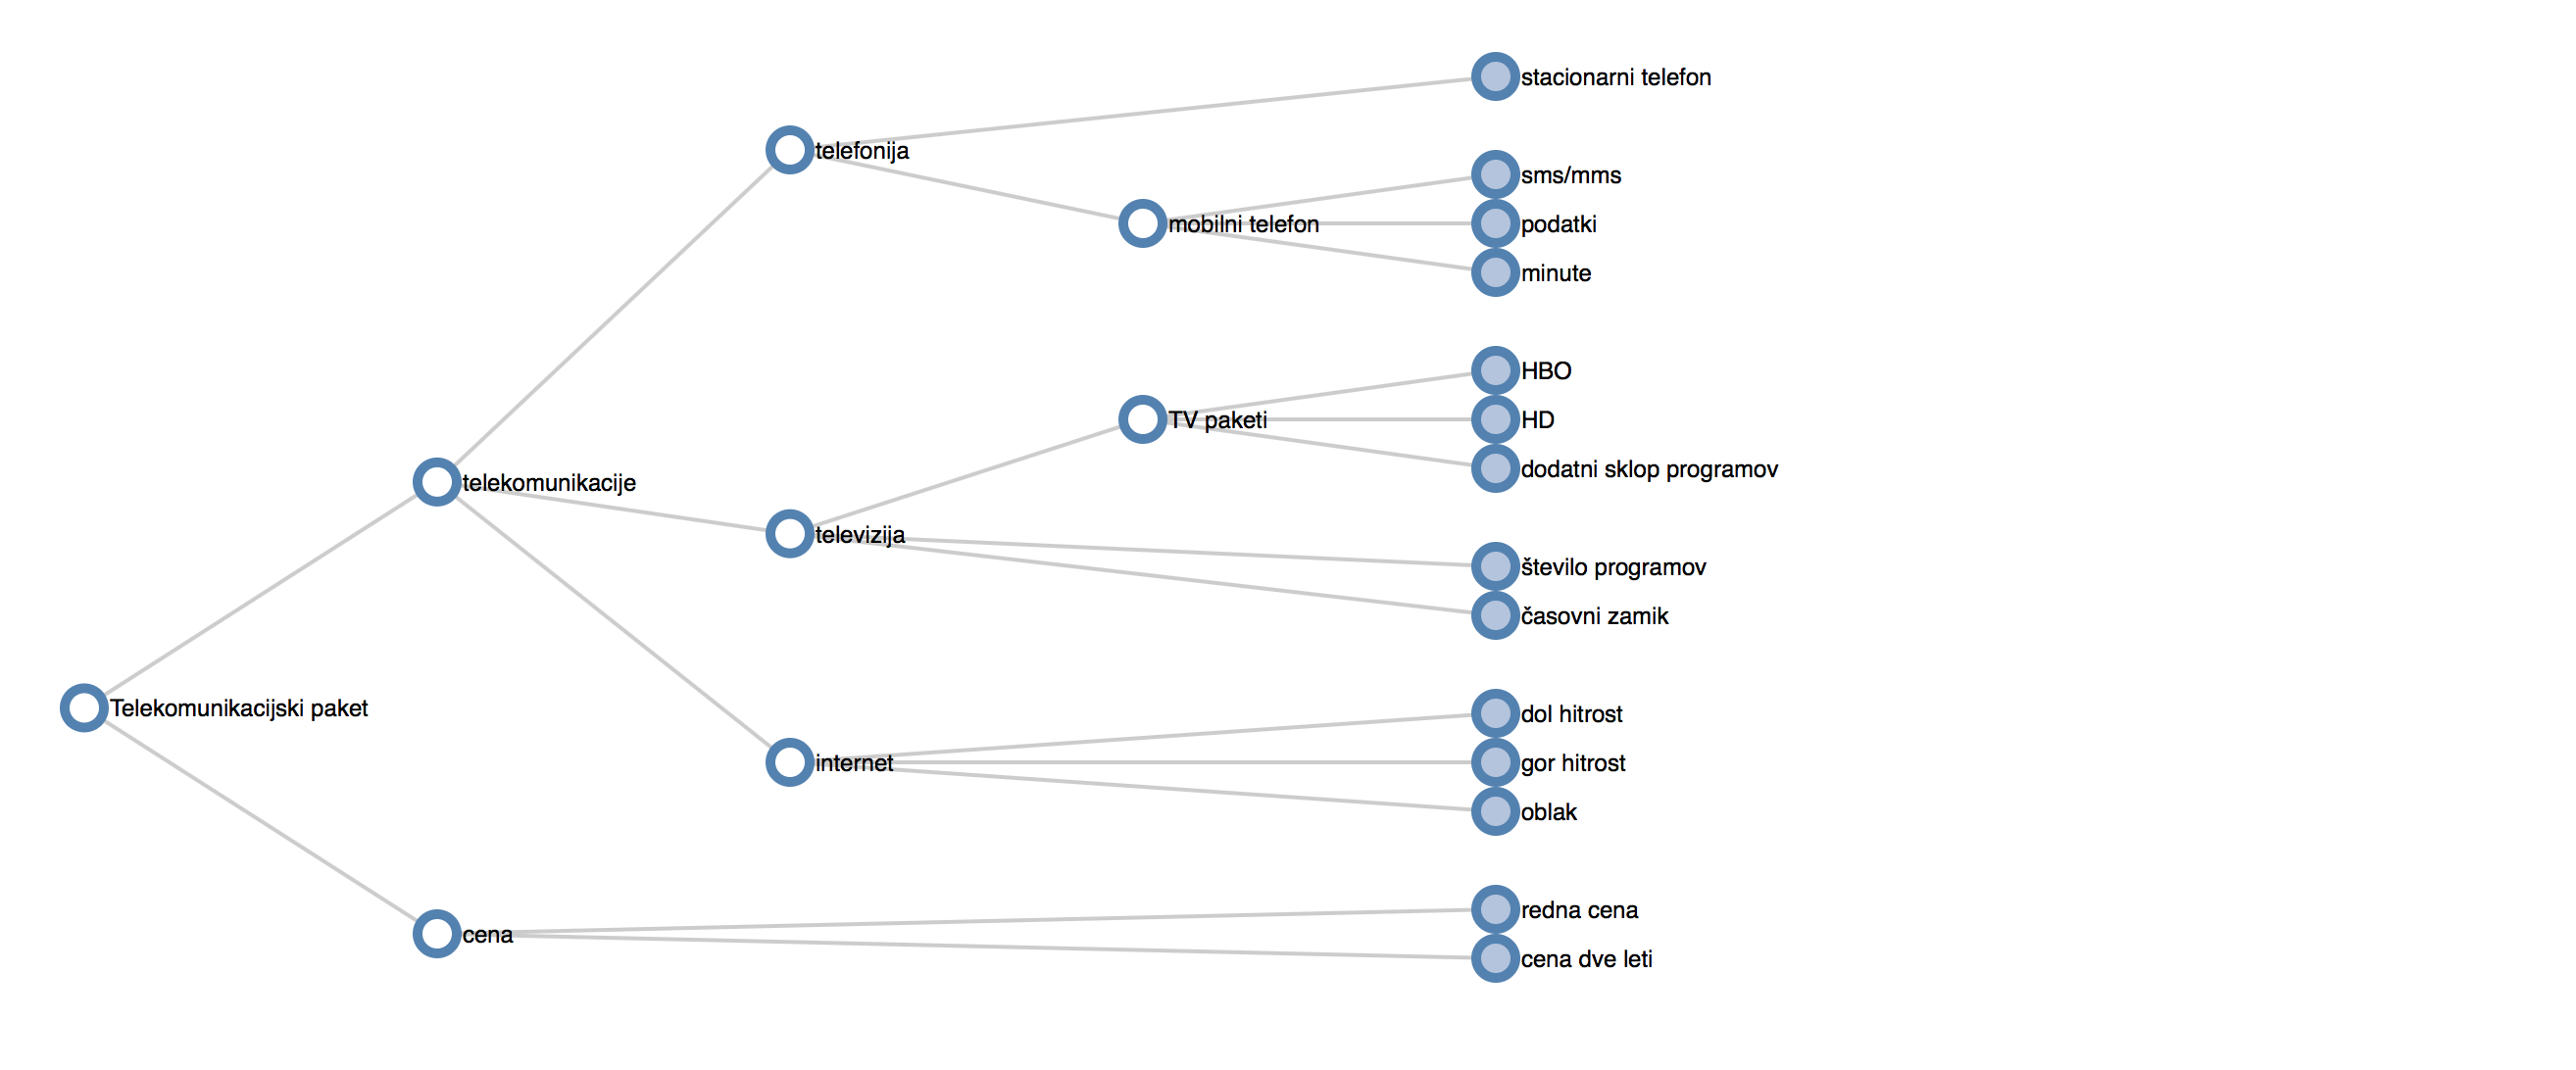 stacionarni telefon
telefonija
sms/mms
mobilni telefon
podatki
minute
HBO
TV paketi
HD
dodatni sklop programov
telekomunikacije
televizija
število programov
časovni zamik
Telekomunikacijski paket
dol hitrost
internet
gor hitrost
oblak
redna cena
cena
cena dve leti